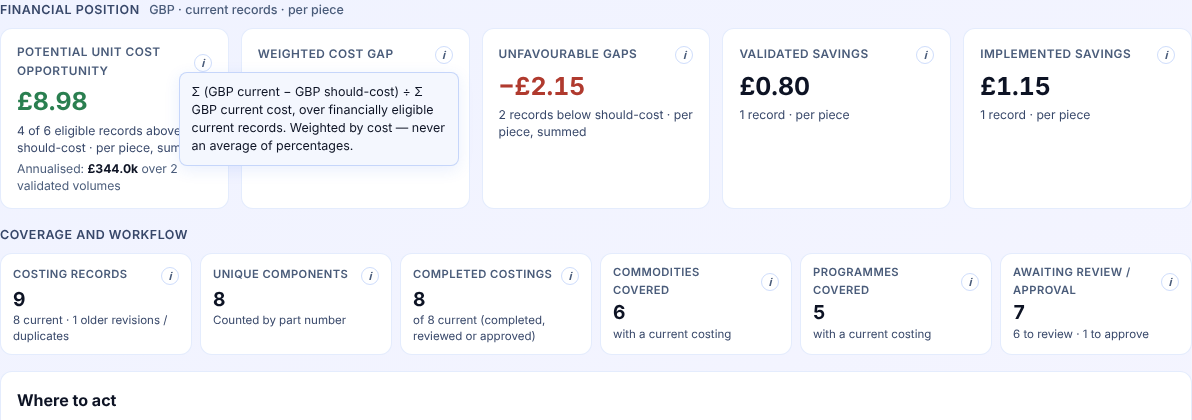 FINANCIAL POSITION GBP · current records · per piece
POTENTIAL UNIT COST
OPPORTUNITY
i
£8.98
4 of 6 eligible records above
should-cost · per piece,
Annualised: £344.0k over 2
validated volumes
WEIGHTED COST GAP
i
Σ (GBP current − GBP should-cost) ÷ Σ
GBP current cost, over financially eligible
current records. Weighted by cost — never
an average of percentages.
UNFAVOURABLE GAPS
i
−£2.15
2 records below should-cost · per
piece, summed
VALIDATED SAVINGS
i
£0.80
1 record · per piece
IMPLEMENTED SAVINGS
i
£1.15
1 record · per piece
COVERAGE AND WORKFLOW
COSTING RECORDS
i
9
8 current · 1 older revisions /
duplicates
UNIQUE COMPONENTS
i
8
Counted by part number
COMPLETED COSTINGS
i
8
of 8 current (completed,
reviewed or approved)
COMMODITIES
COVERED
i
6
with a current costing
PROGRAMMES
COVERED
i
5
with a current costing
AWAITING REVIEW /
APPROVAL
i
7
6 to review · 1 to approve
Where to act